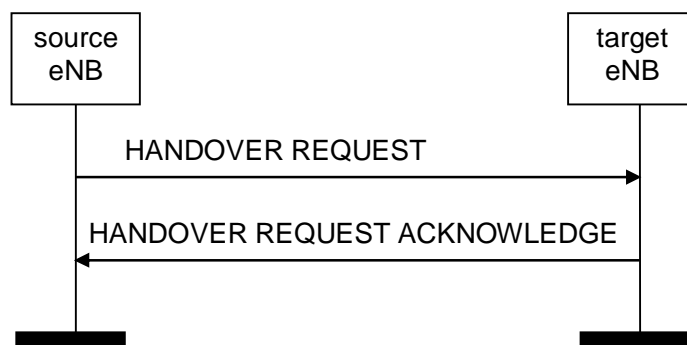 source
eNB
target
eNB
HANDOVER REQUEST
HANDOVER REQUEST ACKNOWLEDGE